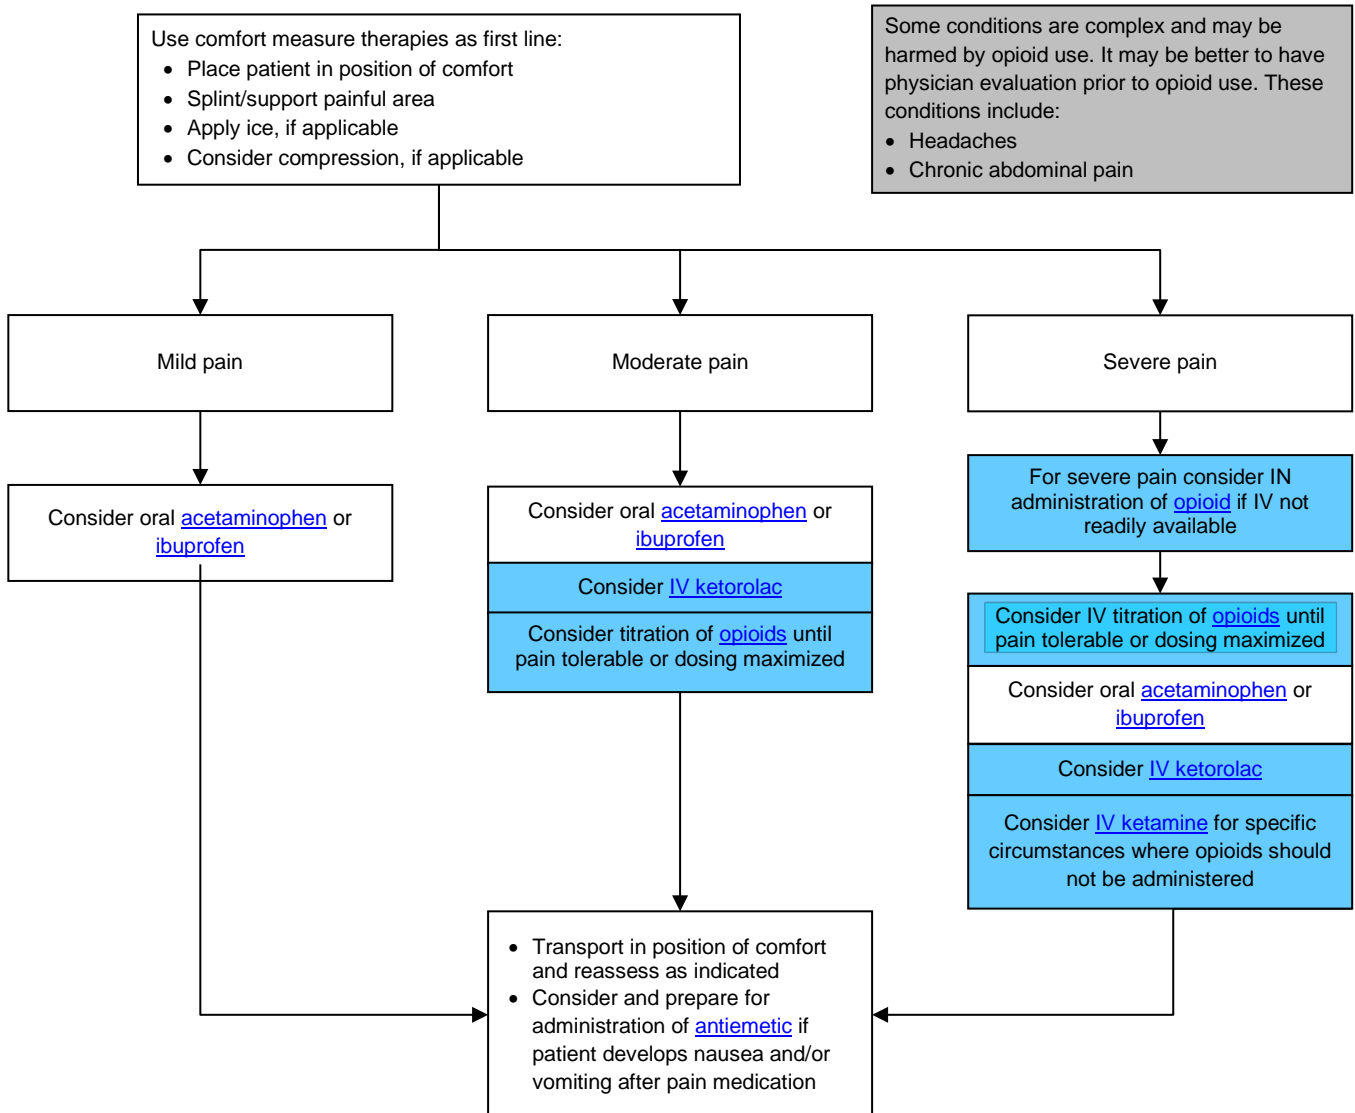 Use comfort measure therapies as first line:
• Place patient in position of comfort
• Splint/support painful area
• Apply ice, if applicable
• Consider compression, if applicable
Some conditions are complex and may be
harmed by opioid use. It may be better to have
physician evaluation prior to opioid use. These
conditions include:
• Headaches
• Chronic abdominal pain
Mild pain
Moderate pain
Severe pain
Consider oral acetaminophen or
ibuprofen
Consider oral acetaminophen or
ibuprofen
Consider IV ketorolac
Consider titration of opioids until
pain tolerable or dosing maximized
For severe pain consider IN
administration of opioid if IV not
readily available
Consider IV titration of opioids until
pain tolerable or dosing maximized
Consider oral acetaminophen or
ibuprofen
Consider IV ketorolac
Consider IV ketamine for specific
circumstances where opioids should
not be administered
• Transport in position of comfort
and reassess as indicated
• Consider and prepare for
administration of antiemetic if
patient develops nausea and/or
vomiting after pain medication